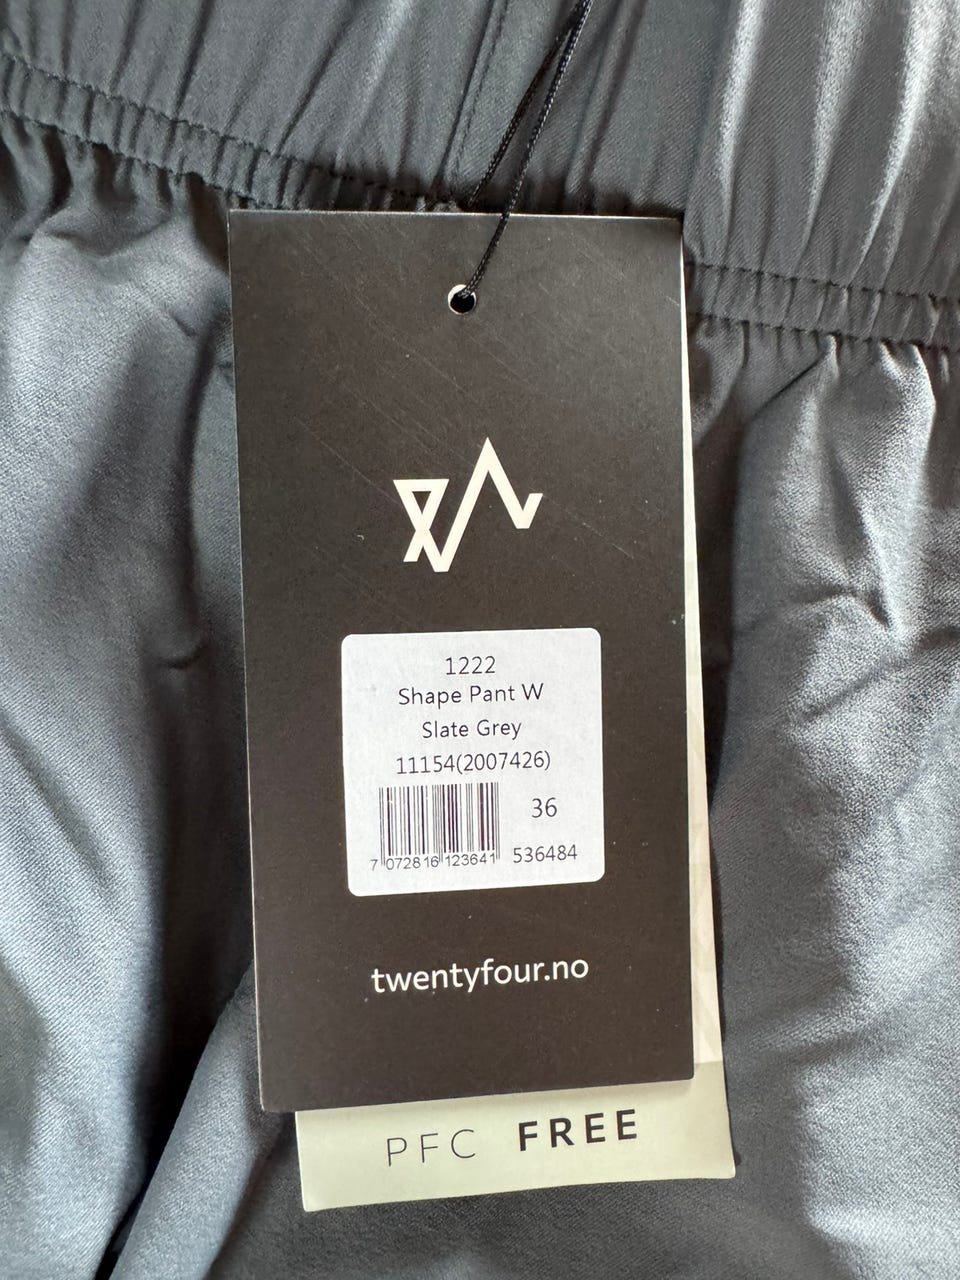 1222
Shape Pant W
Slate Grey
11154(2007426)
36
7 072816 123641 536484
twentyfour.no
PFC FREE